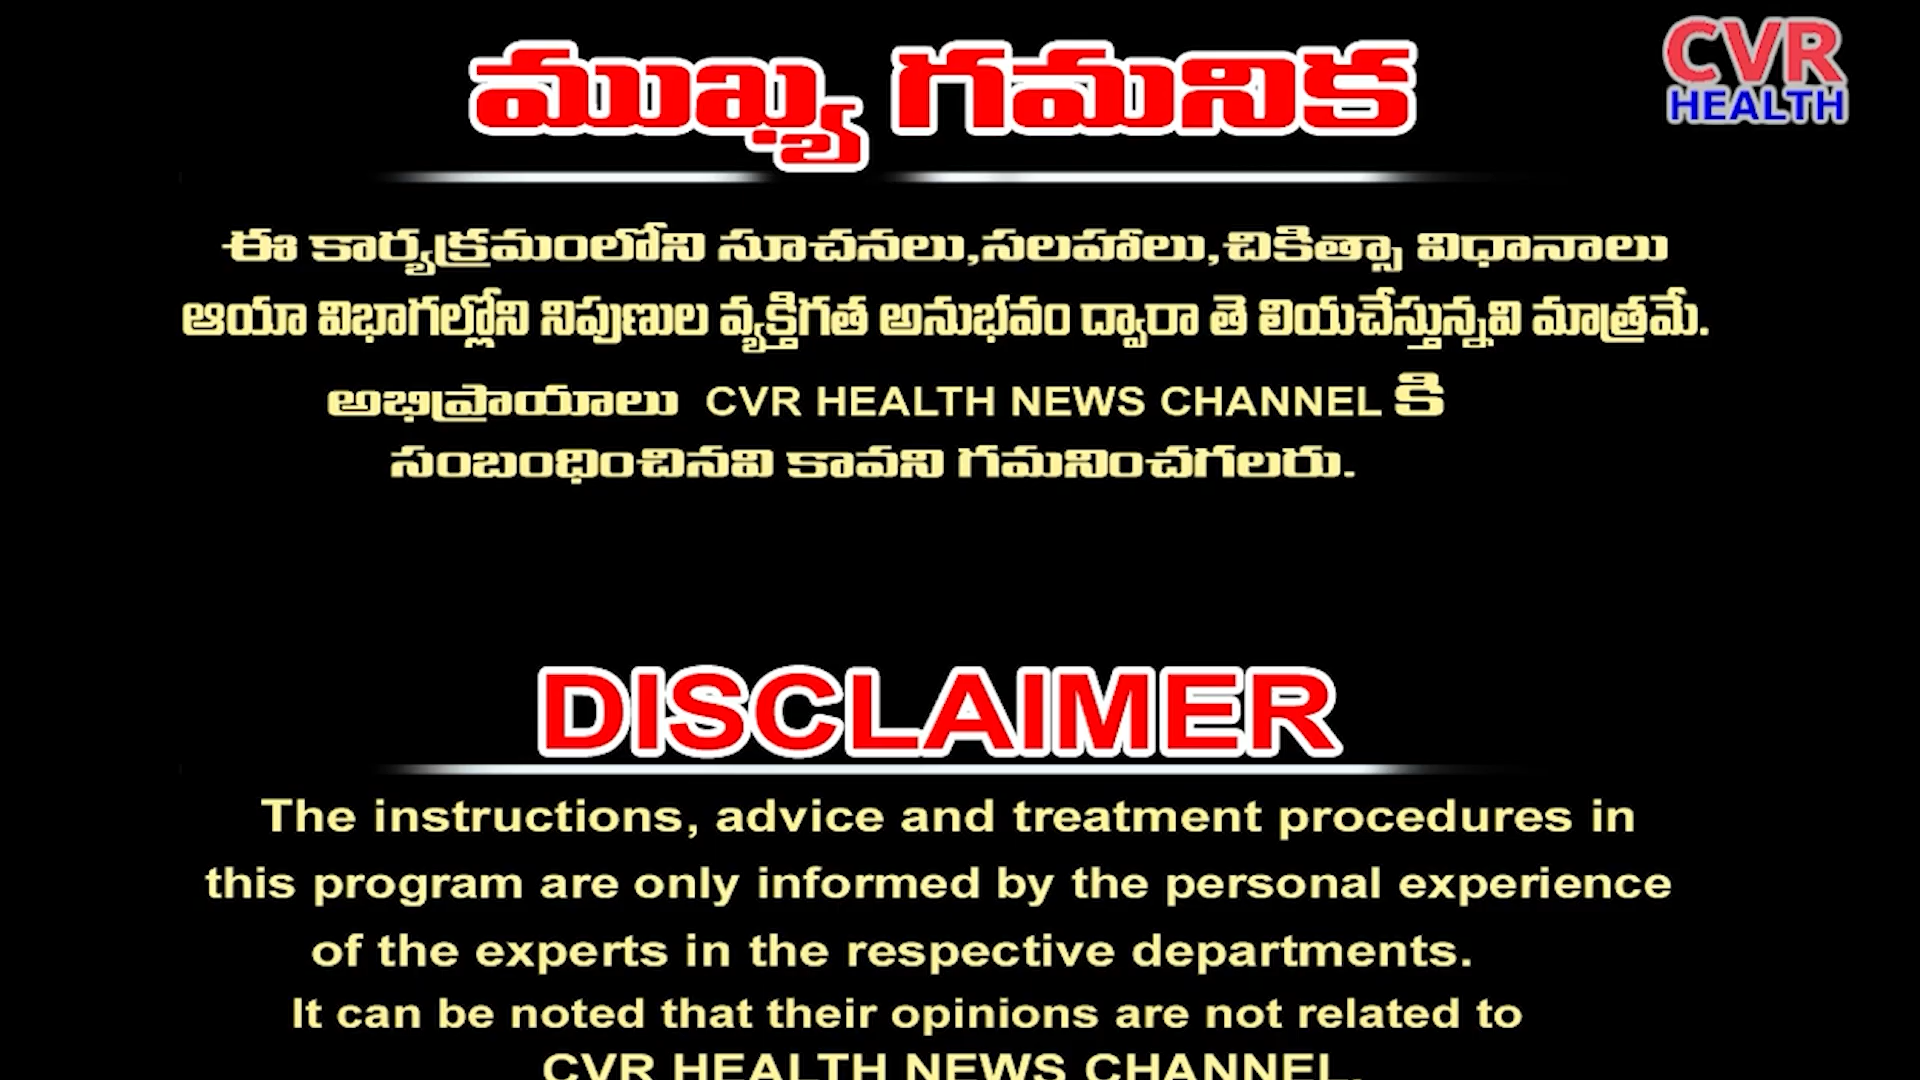 CVR
HEALTH
ముఖ్య గమనిక
ఈ కార్యక్రమంలోని సూచనలు,సలహాలు,చికిత్సా విధానాలు
ఆయా విభాగల్లోని నిపుణుల వ్యక్తిగత అనుభవం ద్వారా తె లియచేస్తున్నవి మాత్రమే.
అభిప్రాయాలు CVR HEALTH NEWS CHANNEL కి
సంబంధించినవి కావని గమనించగలరు.
DISCLAIMER
The instructions, advice and treatment procedures in
this program are only informed by the personal experience
of the experts in the respective departments.
It can be noted that their opinions are not related to
CVR HEALTH NEWS CHANNEL.